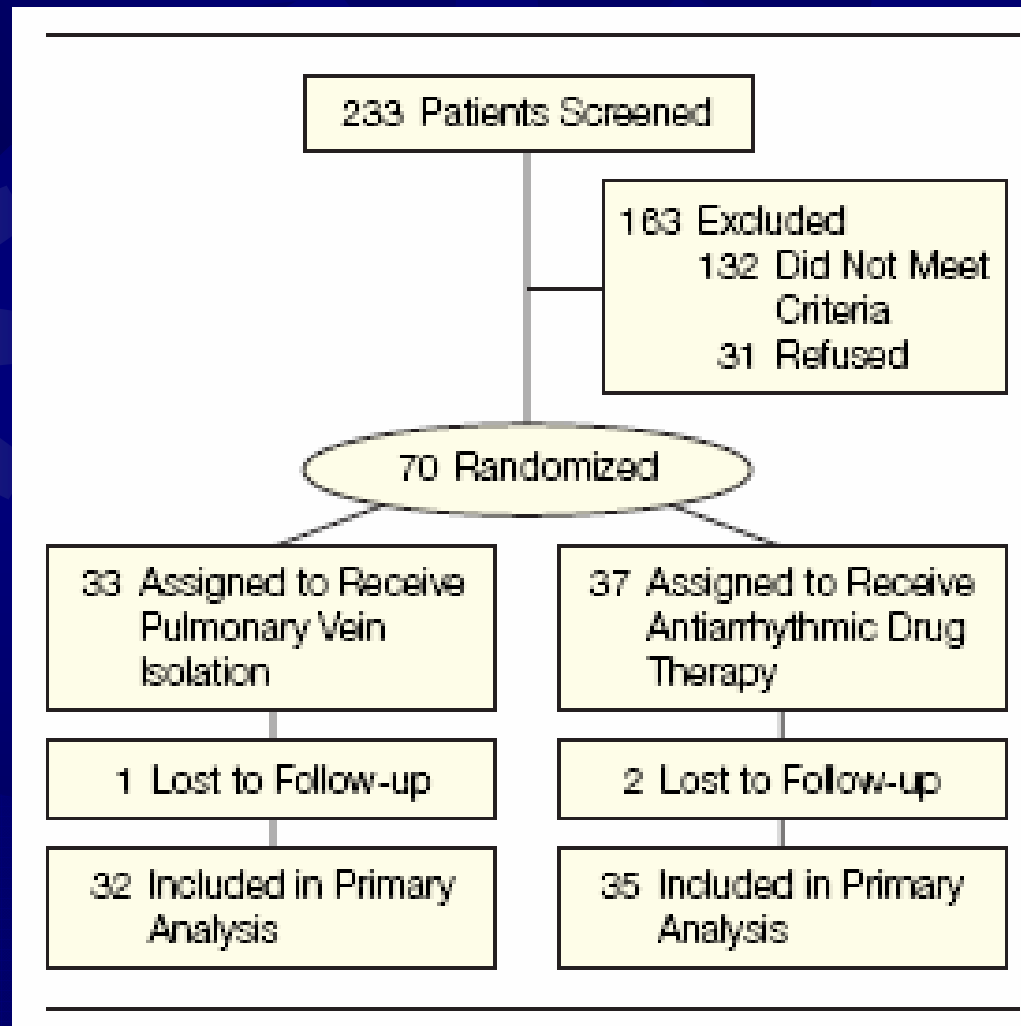 233 Patients Screened
163 Excluded
132 Did Not Meet
Criteria
31 Refused
70 Randomized
33 Assigned to Receive
Pulmonary Vein
Isolation
37 Assigned to Receive
Antiarrhythmic Drug
Therapy
1 Lost to Follow-up
2 Lost to Follow-up
32 Included in Primary
Analysis
35 Included in Primary
Analysis